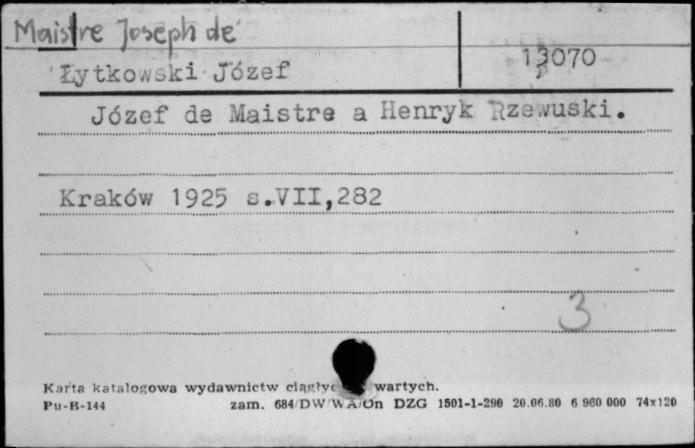 Maistre Joseph de
Łytkowski Józef 13070
Józef de Maistre a Henryk Rzewuski.
Kraków 1925 s.VII,282
3
Karta katalogowa wydawnictw wartych.
Pu-B-144 zam. 684/DW/WA/On DZG 1501-1-290 20.06.80 6 960 000 74x120